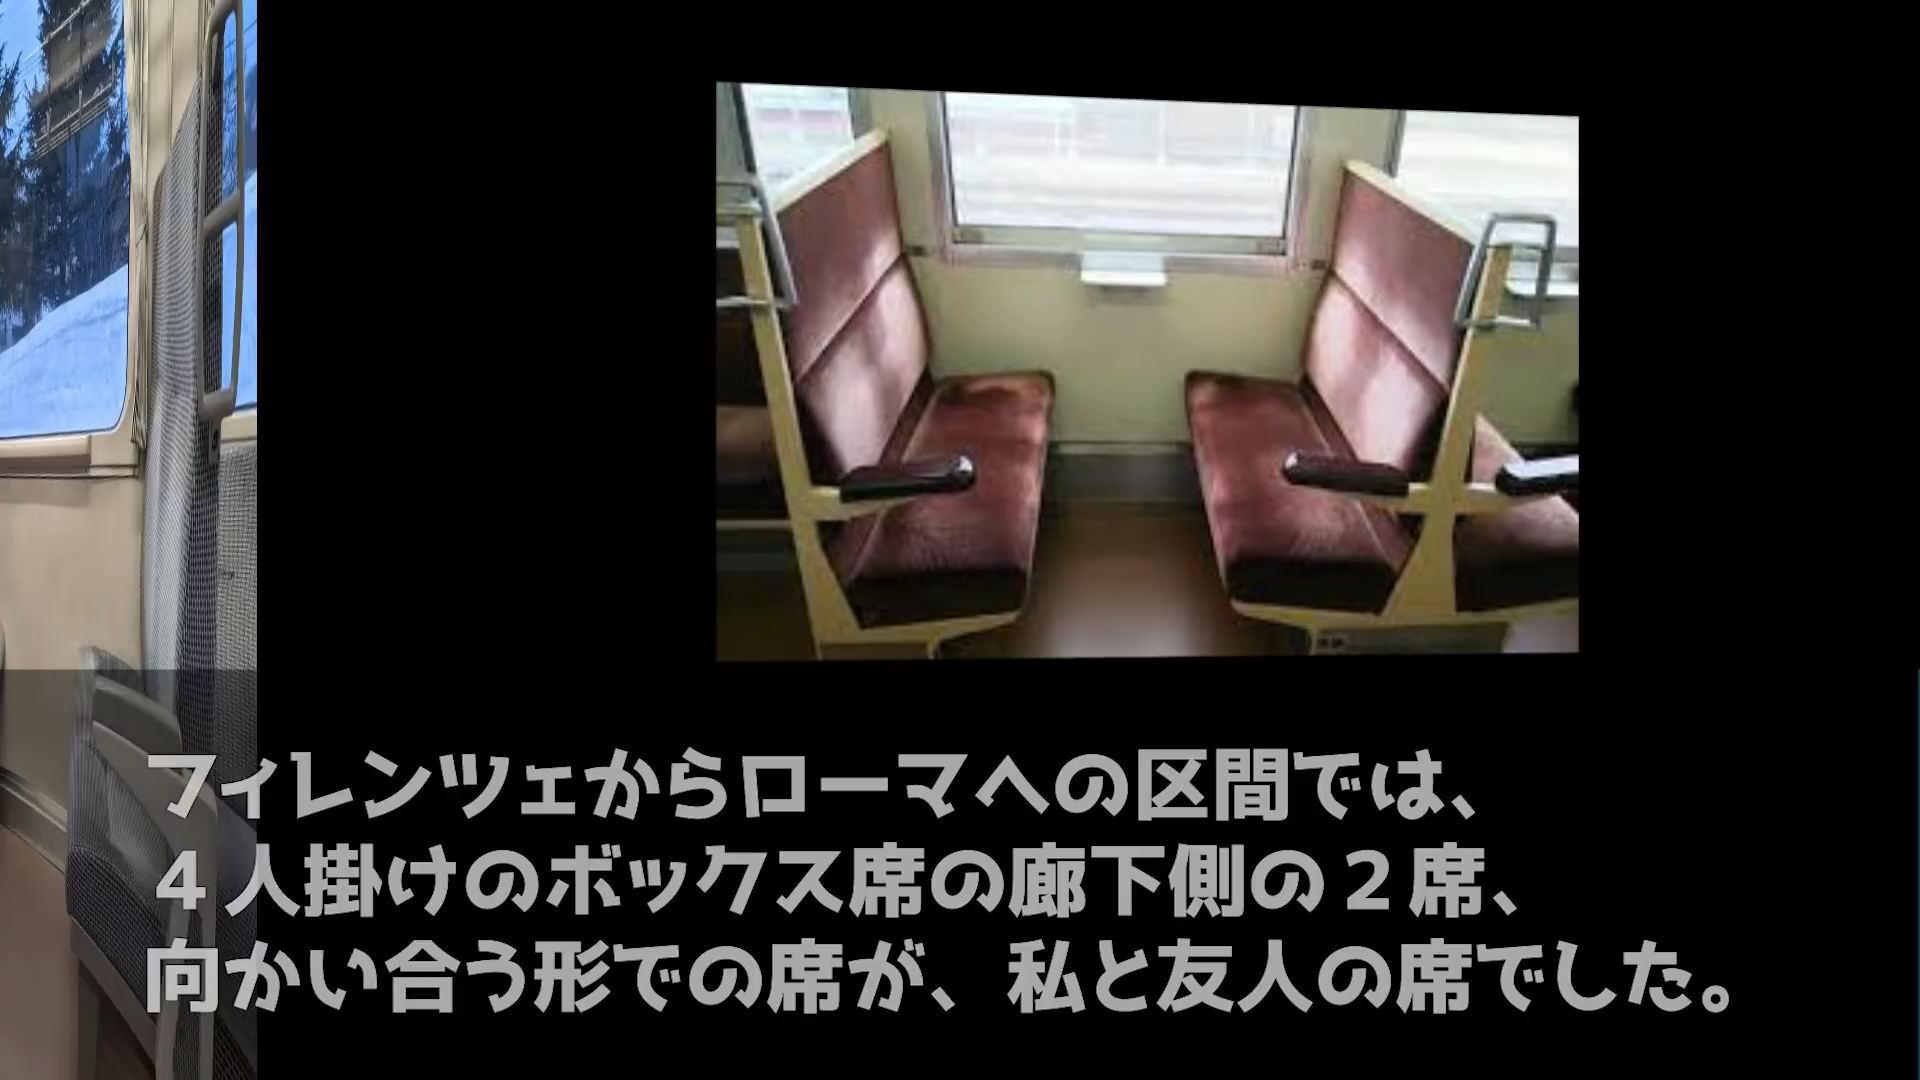 フィレンツェからローマへの区間では、
４人掛けのボックス席の廊下側の２席、
向かい合う形での席が、私と友人の席でした。